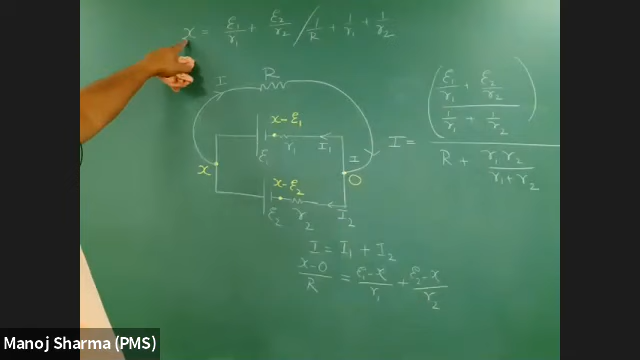 x = ε₁/r₁ + ε₂/r₂ / 1/R + 1/r₁ + 1/r₂
I
R
x-ε₁
ε₁
r₁
I₁
I
x
O
x-ε₂
ε₂
r₂
I₂
I = (ε₁/r₁ + ε₂/r₂ / 1/r₁ + 1/r₂) / R + r₁r₂/r₁+r₂
I = I₁ + I₂
x-0/R = ε₁-x/r₁ + ε₂-x/r₂
Manoj Sharma (PMS)